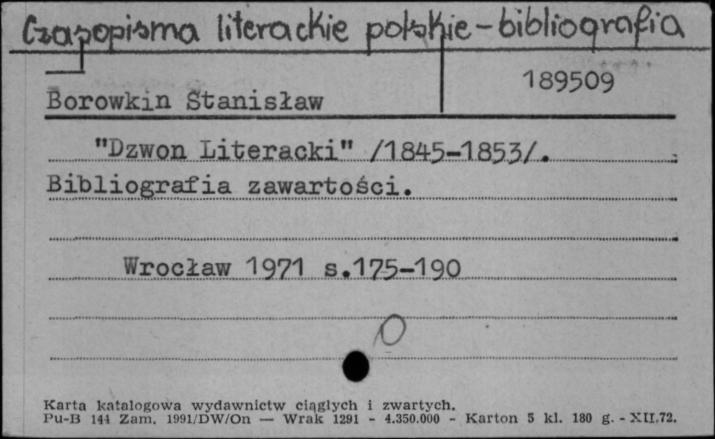 Czasopisma literackie polskie - bibliografia
189509
Borowkin Stanisław
"Dzwon Literacki" /1845-1853/.
Bibliografia zawartości.
Wrocław 1971 s.175-190
O
Karta katalogowa wydawnictw ciągłych i zwartych.
Pu-B 144 Zam. 1991/DW/On — Wrak 1291 - 4.350.000 - Karton 5 kl. 180 g. - XII.72.